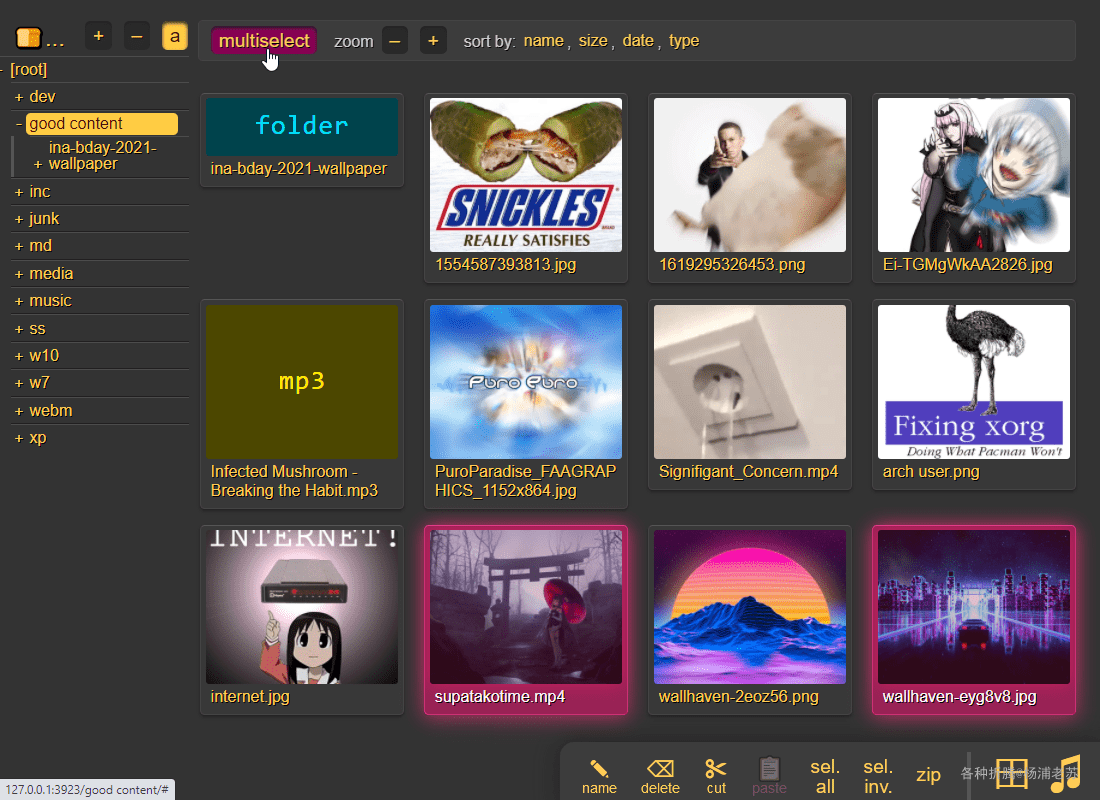 ... + – a
multiselect zoom – + sort by: name, size, date, type
- [root]
+ dev
- good content
ina-bday-2021-
+ wallpaper
+ inc
+ junk
+ md
+ media
+ music
+ ss
+ w10
+ w7
+ webm
+ xp
folder
ina-bday-2021-wallpaper
SNICKLES
REALLY SATISFIES
1554587393813.jpg
1619295326453.png
Ei-TGMgWkAA2826.jpg
mp3
Infected Mushroom -
Breaking the Habit.mp3
Puro Puro
PuroParadise_FAAGRAP
HICS_1152x864.jpg
Signifigant_Concern.mp4
Fixing xorg
Doing What Pacman Won't
arch user.png
INTERNET!
internet.jpg
supatakotime.mp4
wallhaven-2eoz56.png
wallhaven-eyg8v8.jpg
name
delete
cut
paste
sel.
all
sel.
inv.
zip
各种折腾@杨浦老苏
127.0.0.1:3923/good content/#